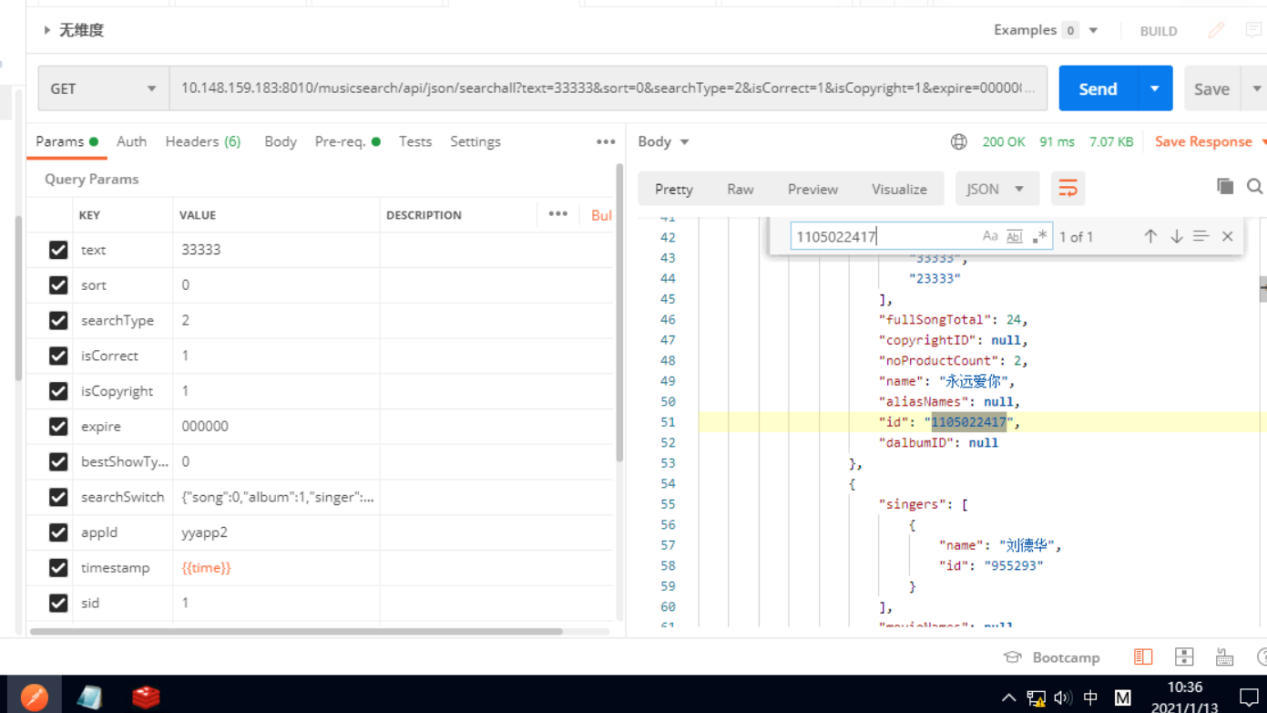 无维度
Examples 0
BUILD
GET
10.148.159.183:8010/musicsearch/api/json/searchall?text=33333&sort=0&searchType=2&isCorrect=1&isCopyright=1&expire=00000...
Send
Save
Params Auth Headers (6) Body Pre-req. Tests Settings
Body
200 OK 91 ms 7.07 KB Save Response
Query Params
Pretty Raw Preview Visualize JSON
KEY VALUE DESCRIPTION Bul
text 33333
sort 0
searchType 2
isCorrect 1
isCopyright 1
expire 000000
bestShowTy... 0
searchSwitch {"song":0,"album":1,"singer":...
appId yyapp2
timestamp {{time}}
sid 1
1105022417 Aa Abl .* 1 of 1
41
42
43 "33333",
44 "23333"
45 ],
46 "fullSongTotal": 24,
47 "copyrightID": null,
48 "noProductCount": 2,
49 "name": "永远爱你",
50 "aliasNames": null,
51 "id": "1105022417",
52 "dalbumID": null
53 },
54 {
55 "singers": [
56 {
57 "name": "刘德华",
58 "id": "955293"
59 }
60 ],
61 "movieNames": null
Bootcamp
中 M
10:36
2021/1/13